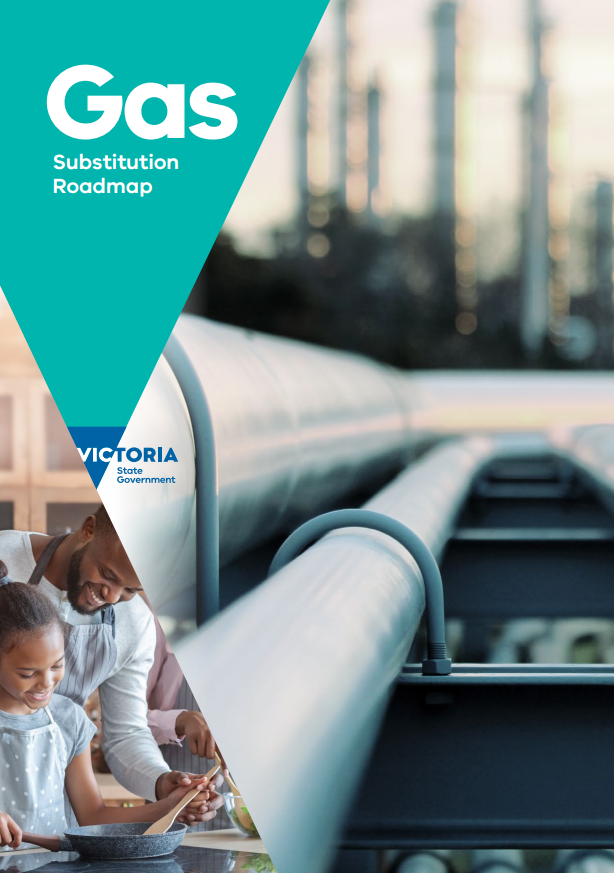 Gas
Substitution
Roadmap
VICTORIA
State
Government